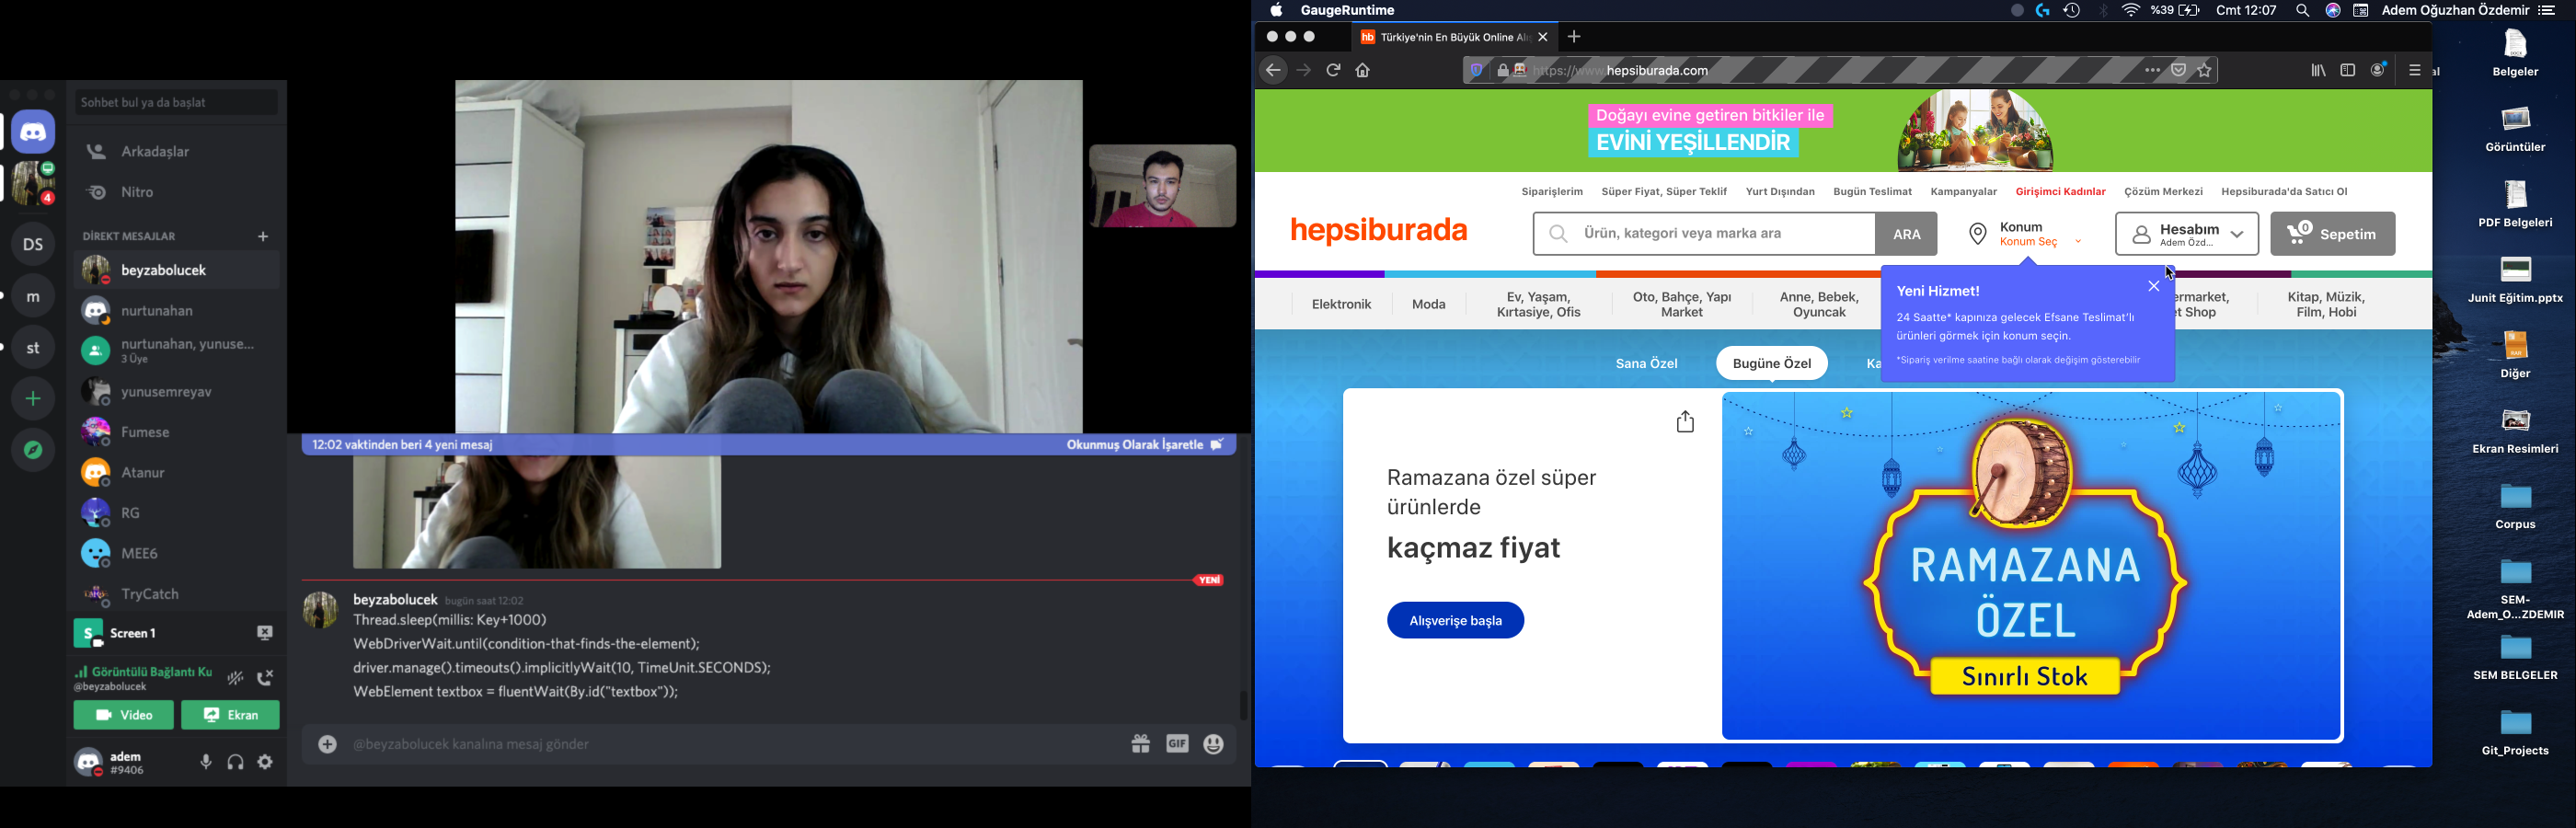 Sohbet bul ya da başlat
Arkadaşlar
Nitro
DİREKT MESAJLAR
beyzabolucek
nurtunahan
nurtunahan, yunuse...
3 Üye
yunusemreyav
Fumese
Atanur
RG
MEE6
TryCatch
4
DS
m
st
S
Screen 1
Görüntülü Bağlantı Ku
@beyzabolucek
Video
Ekran
adem
#9406
12:02 vaktinden beri 4 yeni mesaj
Okunmuş Olarak İşaretle
YENİ
beyzabolucek bugün saat 12:02
Thread.sleep(millis: Key+1000)
WebDriverWait.until(condition-that-finds-the-element);
driver.manage().timeouts().implicitlyWait(10, TimeUnit.SECONDS);
WebElement textbox = fluentWait(By.id("textbox"));
@beyzabolucek kanalına mesaj gönder
GIF
GaugeRuntime
%39
Cmt 12:07
Adem Oğuzhan Özdemir
hb
Türkiye'nin En Büyük Online Alış
https://www.hepsiburada.com
al
Doğayı evine getiren bitkiler ile
EVİNİ YEŞİLLENDİR
Siparişlerim
Süper Fiyat, Süper Teklif
Yurt Dışından
Bugün Teslimat
Kampanyalar
Girişimci Kadınlar
Çözüm Merkezi
Hepsiburada'da Satıcı Ol
hepsiburada
Ürün, kategori veya marka ara
ARA
Konum
Konum Seç
Hesabım
Adem Özd...
0
Sepetim
Elektronik
Moda
Ev, Yaşam,
Kırtasiye, Ofis
Oto, Bahçe, Yapı
Market
Anne, Bebek,
Oyuncak
ermarket,
et Shop
Kitap, Müzik,
Film, Hobi
Yeni Hizmet!
24 Saatte* kapınıza gelecek Efsane Teslimat'lı
ürünleri görmek için konum seçin.
*Sipariş verilme saatine bağlı olarak değişim gösterebilir
Sana Özel
Bugüne Özel
Ka
Ramazana özel süper
ürünlerde
kaçmaz fiyat
Alışverişe başla
RAMAZANA
ÖZEL
Sınırlı Stok
Belgeler
Görüntüler
PDF Belgeleri
Junit Eğitim.pptx
Diğer
Ekran Resimleri
Corpus
SEM-
Adem_O...ZDEMIR
SEM BELGELER
Git_Projects